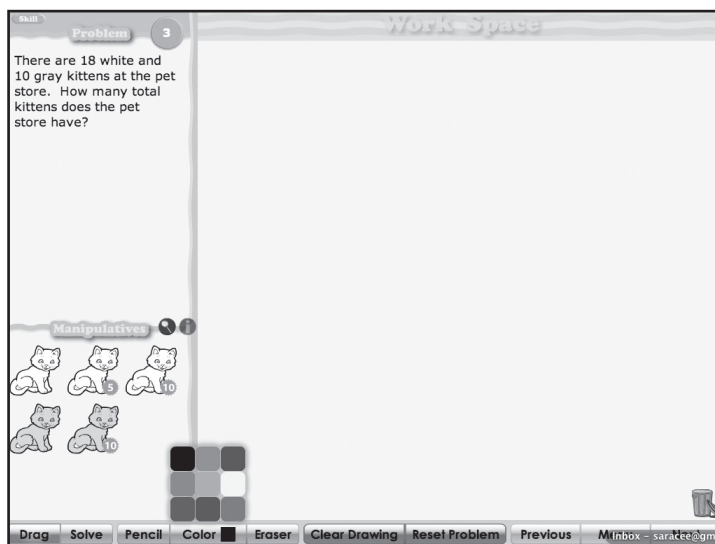 Skill
Problem
3
Work Space
There are 18 white and
10 gray kittens at the pet
store. How many total
kittens does the pet
store have?
Manipulatives
i
5
10
10
Drag Solve Pencil Color Eraser Clear Drawing Reset Problem Previous
Inbox – saracee@gm